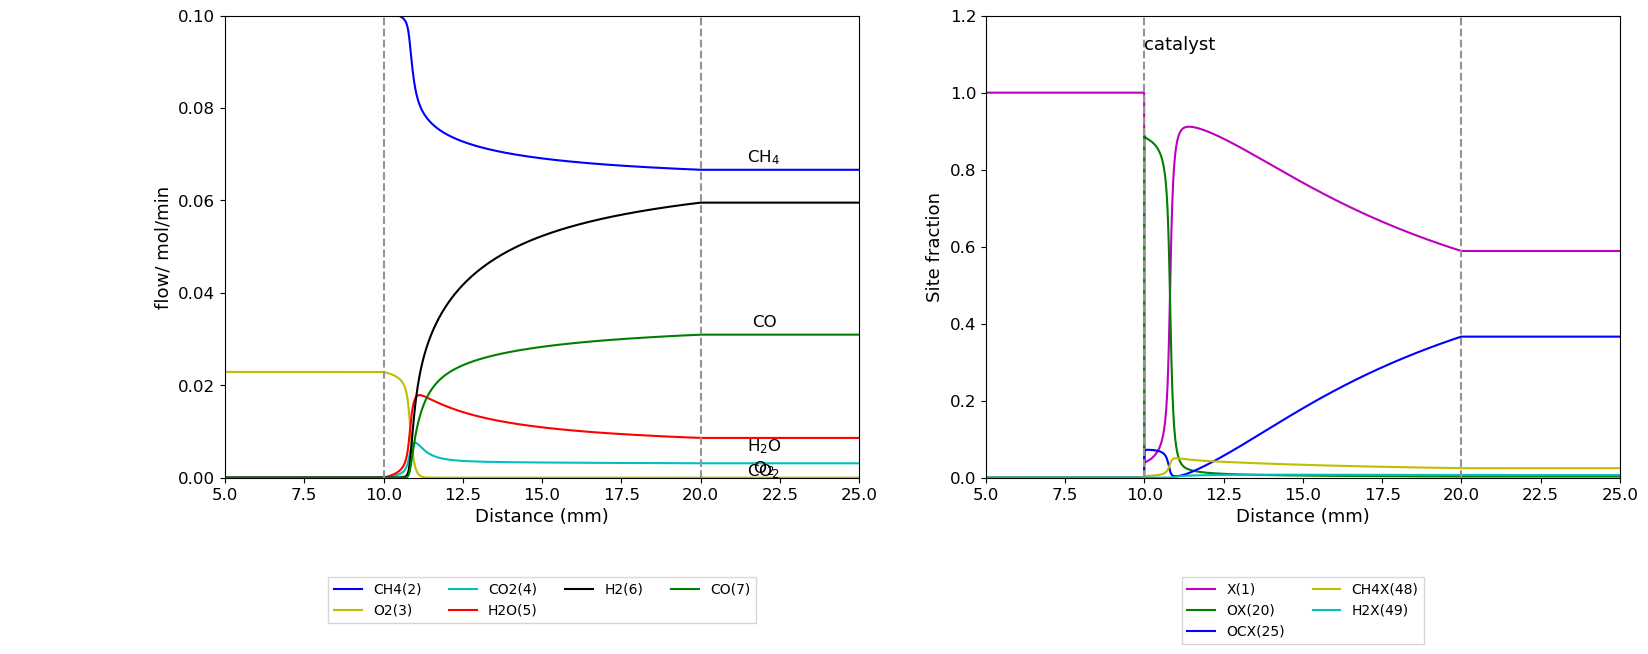 0.10
0.08
0.06
0.04
0.02
0.00
flow/ mol/min
CH₄
CO
H₂O
O₂
CO₂
5.0 7.5 10.0 12.5 15.0 17.5 20.0 22.5 25.0
Distance (mm)
CH4(2) CO2(4) H2(6) CO(7)
O2(3) H2O(5)
1.2
1.0
0.8
0.6
0.4
0.2
0.0
Site fraction
catalyst
5.0 7.5 10.0 12.5 15.0 17.5 20.0 22.5 25.0
Distance (mm)
X(1) CH4X(48)
OX(20) H2X(49)
OCX(25)